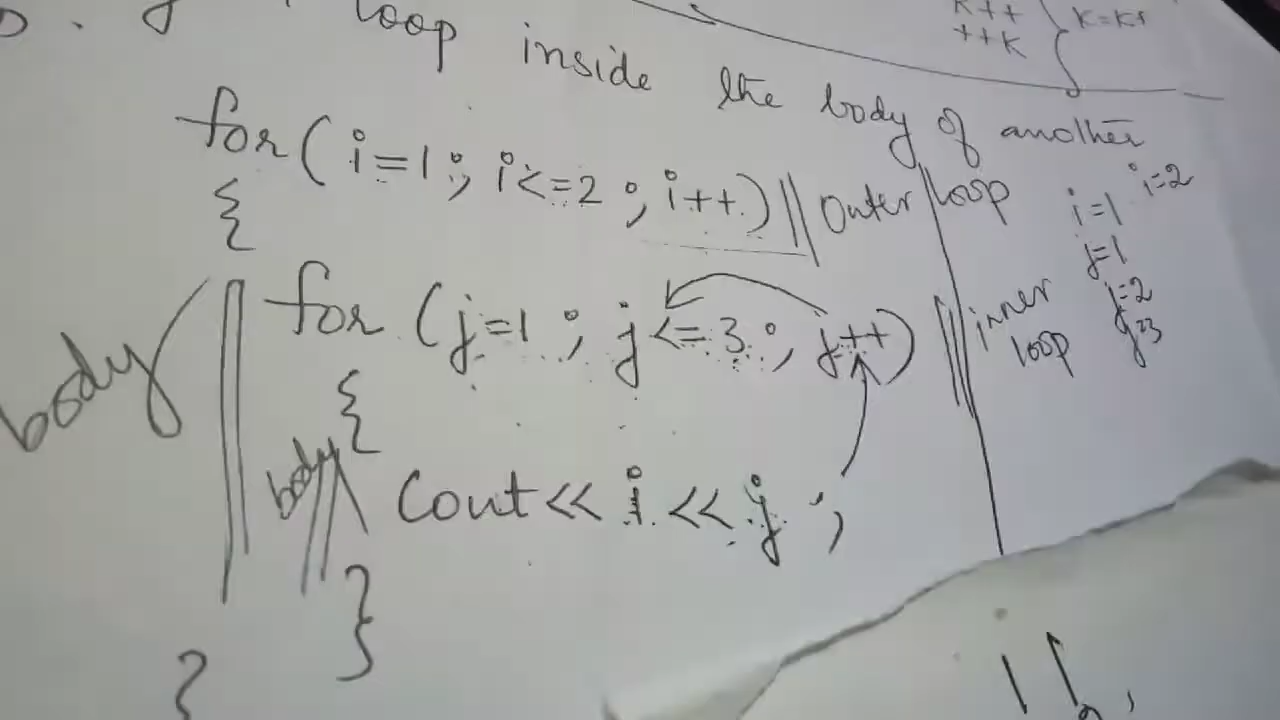 K++
++K
loop inside the body of another
for(i=1; i<=2; i++)||Outer loop
{
for (j=1; j<=3; j++) || inner loop
{
body
body
Cout<< i << j ;
}
}
i=1 i=2
j=1
j=2
j=3